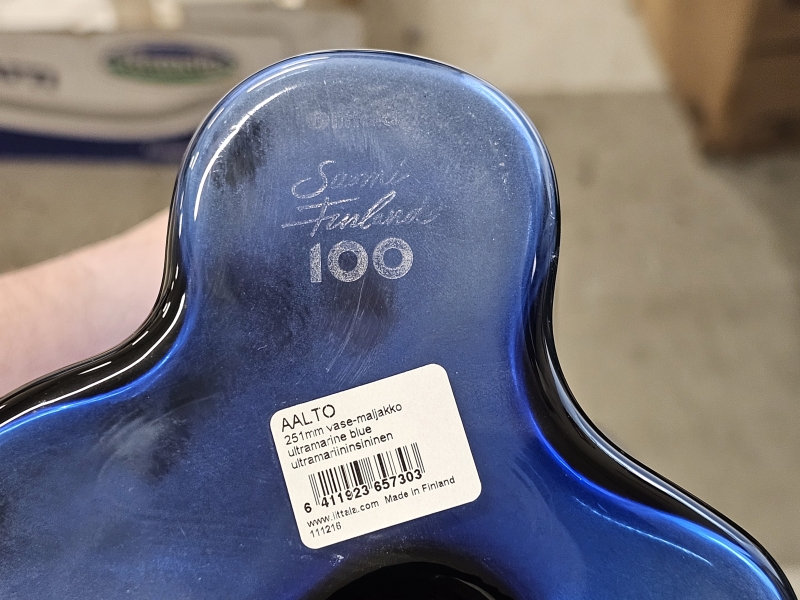 Suomi
Finland
100
AALTO
251mm vase-maljakko
ultramarine blue
ultramariininsininen
6 411923 657303
www.iittala.com Made in Finland
111216